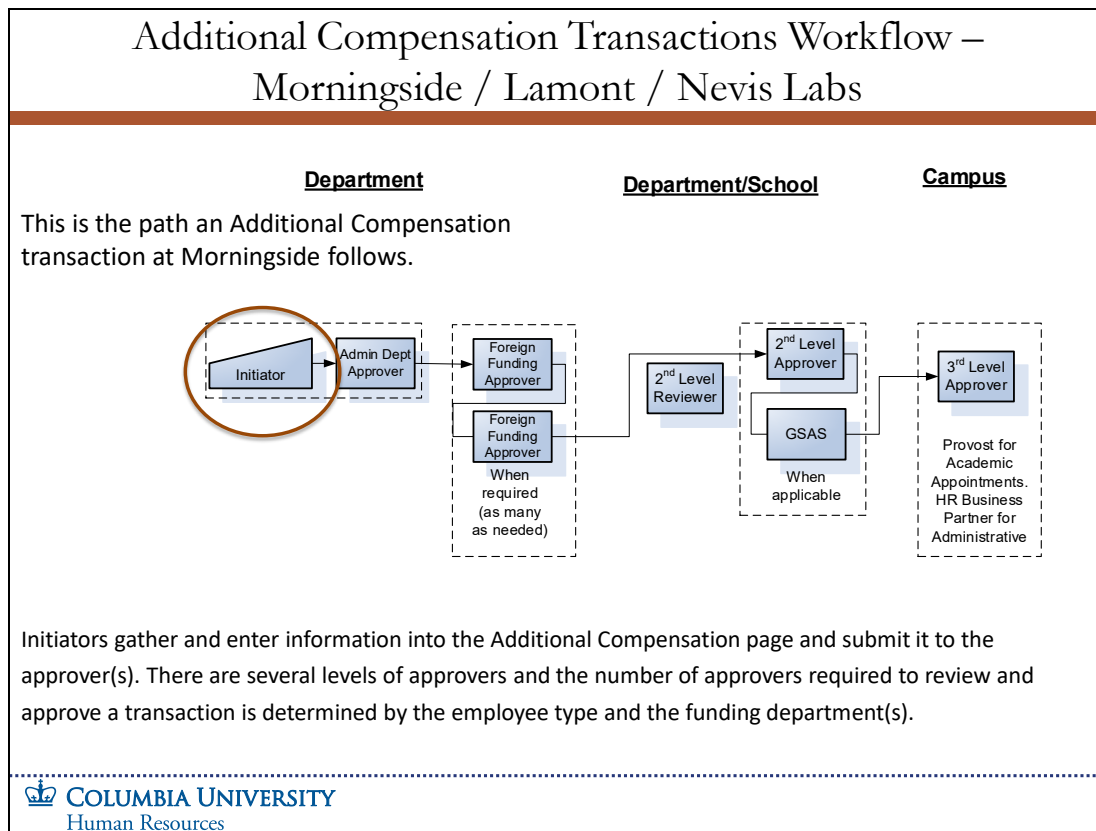 Additional Compensation Transactions Workflow –
Morningside / Lamont / Nevis Labs
Department
Department/School
Campus
This is the path an Additional Compensation
transaction at Morningside follows.
Initiator
Admin Dept
Approver
Foreign
Funding
Approver
Foreign
Funding
Approver
When
required
(as many
as needed)
2nd Level
Reviewer
2nd Level
Approver
GSAS
When
applicable
3rd Level
Approver
Provost for
Academic
Appointments.
HR Business
Partner for
Administrative
Initiators gather and enter information into the Additional Compensation page and submit it to the
approver(s). There are several levels of approvers and the number of approvers required to review and
approve a transaction is determined by the employee type and the funding department(s).
COLUMBIA UNIVERSITY
Human Resources